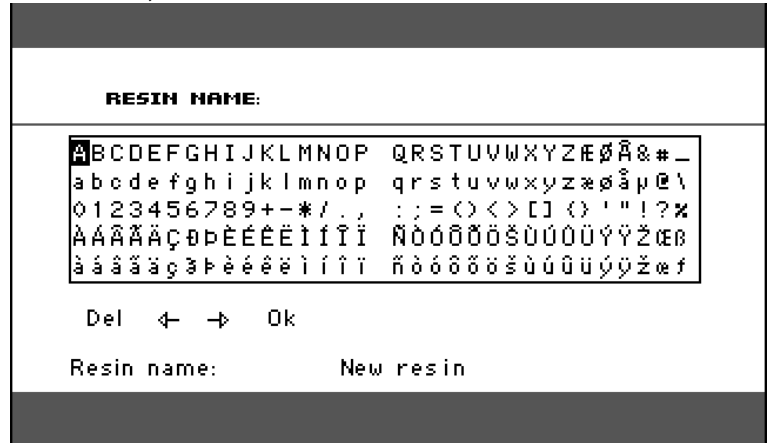 RESIN NAME:
ABCDEFGHIJKLMNOP QRSTUVWXYZÆØÅ&#_
abcdefghijklmnop qrstuvwxyzæøåµ@\
0123456789+-*/., :;=()<>[]{}'"!?%
ÀÁÂÃÄÇÐÞÈÉÊËÌÍÎÏ ÑÒÓÔÕÖŠÙÚÛÜÝŸŽŒß
àáâãäçðþèéêëìíîï ñòóôõöšùúûüýÿžœƒ
Del ← → Ok
Resin name: New resin